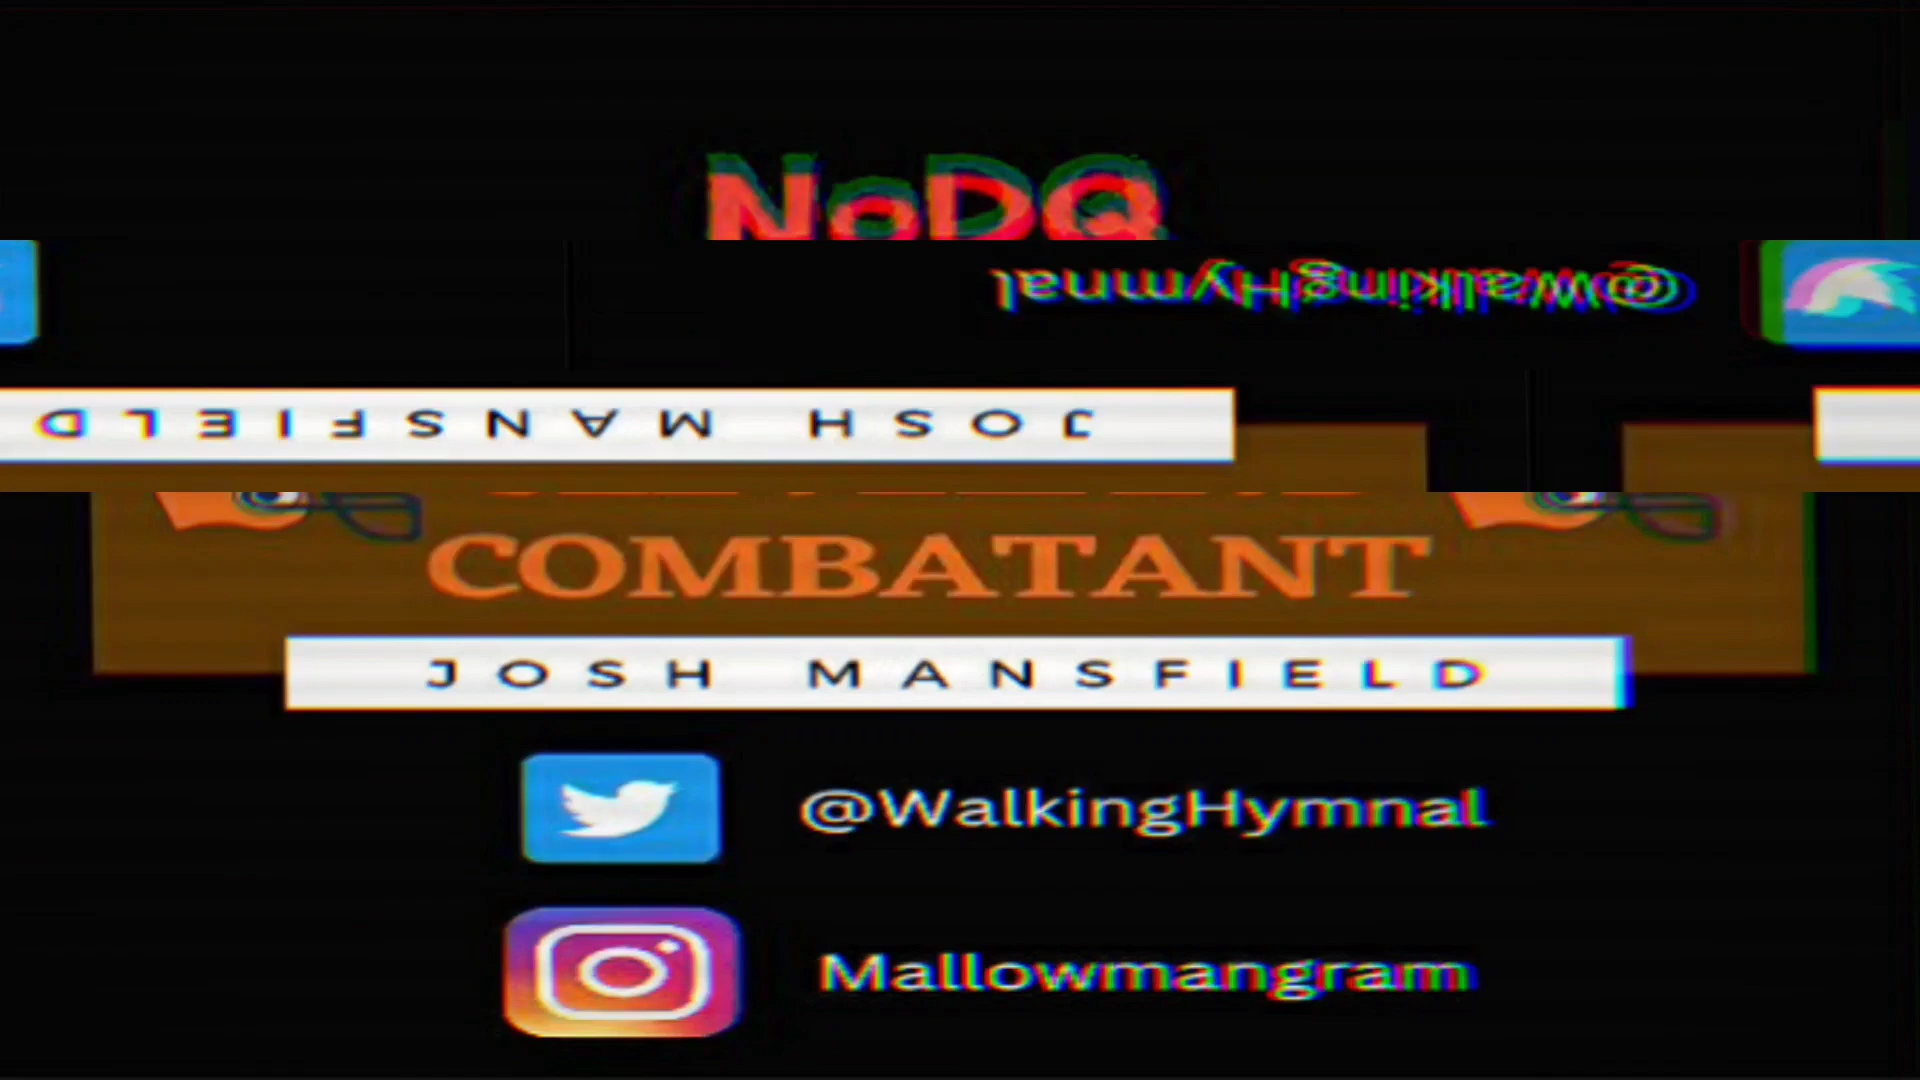 NoDQ
@WalkingHymnal
JOSH MANSFIELD
COMBATANT
JOSH MANSFIELD
@WalkingHymnal
Mallowmangram